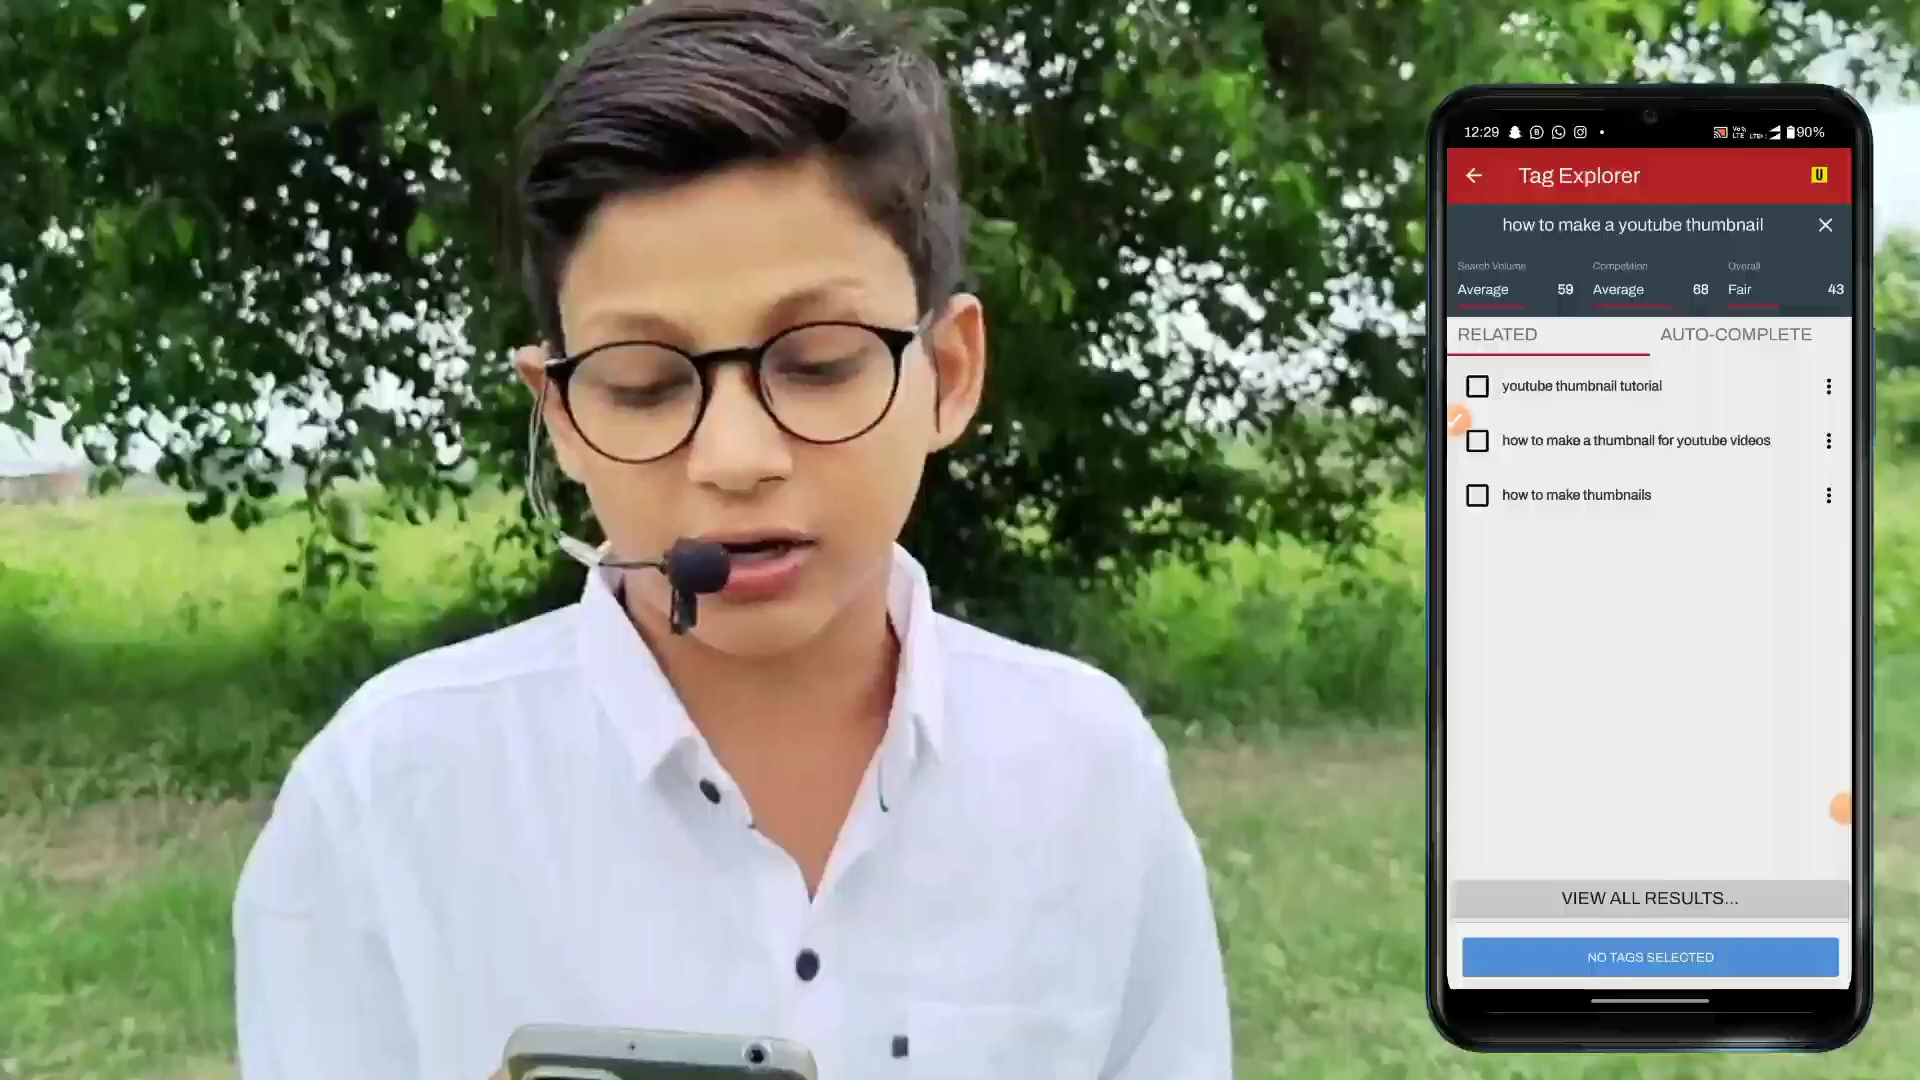 12:29 90%
Tag Explorer U
how to make a youtube thumbnail
Search Volume Competition Overall
Average 59 Average 68 Fair 43
RELATED AUTO-COMPLETE
youtube thumbnail tutorial
how to make a thumbnail for youtube videos
how to make thumbnails
VIEW ALL RESULTS...
NO TAGS SELECTED